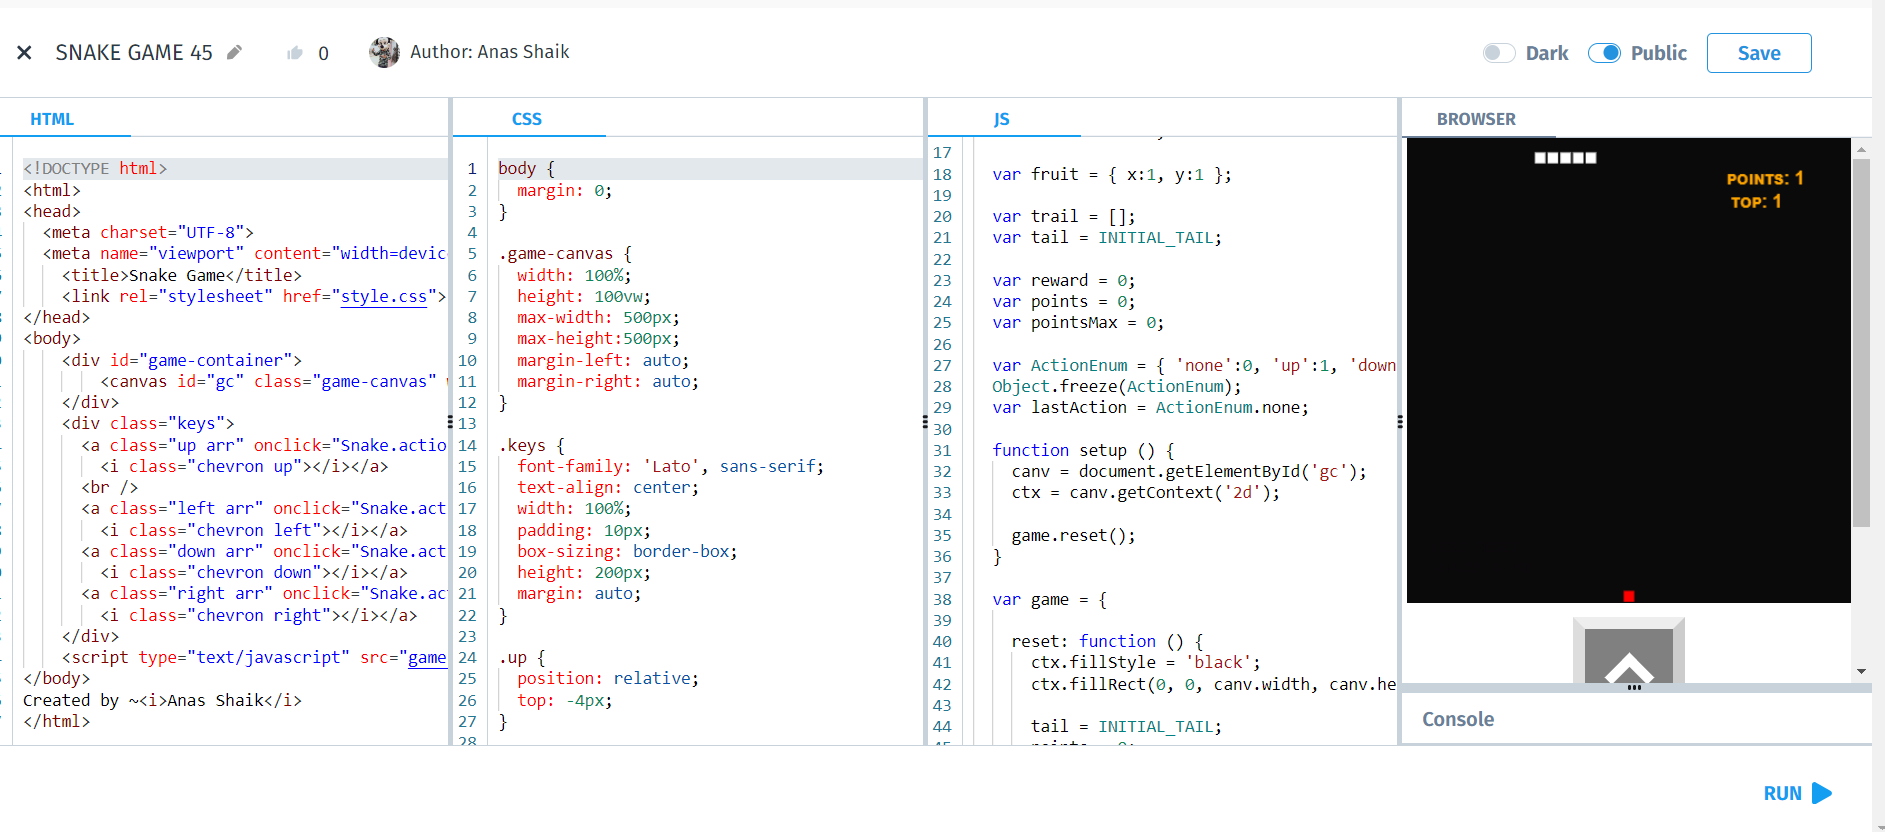 SNAKE GAME 45
0
Author: Anas Shaik
Dark
Public
Save
HTML
<!DOCTYPE html>
<html>
<head>
<meta charset="UTF-8">
<meta name="viewport" content="width=devic
<title>Snake Game</title>
<link rel="stylesheet" href="style.css">
</head>
<body>
<div id="game-container">
<canvas id="gc" class="game-canvas"
</div>
<div class="keys">
<a class="up arr" onclick="Snake.actio
<i class="chevron up"></i></a>
<br />
<a class="left arr" onclick="Snake.act
<i class="chevron left"></i></a>
<a class="down arr" onclick="Snake.act
<i class="chevron down"></i></a>
<a class="right arr" onclick="Snake.ac
<i class="chevron right"></i></a>
</div>
<script type="text/javascript" src="game
</body>
Created by ~<i>Anas Shaik</i>
</html>
CSS
1 body {
2 margin: 0;
3 }
4
5 .game-canvas {
6 width: 100%;
7 height: 100vw;
8 max-width: 500px;
9 max-height:500px;
10 margin-left: auto;
11 margin-right: auto;
12 }
13
14 .keys {
15 font-family: 'Lato', sans-serif;
16 text-align: center;
17 width: 100%;
18 padding: 10px;
19 box-sizing: border-box;
20 height: 200px;
21 margin: auto;
22 }
23
24 .up {
25 position: relative;
26 top: -4px;
27 }
28
JS
17
18 var fruit = { x:1, y:1 };
19
20 var trail = [];
21 var tail = INITIAL_TAIL;
22
23 var reward = 0;
24 var points = 0;
25 var pointsMax = 0;
26
27 var ActionEnum = { 'none':0, 'up':1, 'down
28 Object.freeze(ActionEnum);
29 var lastAction = ActionEnum.none;
30
31 function setup () {
32 canv = document.getElementById('gc');
33 ctx = canv.getContext('2d');
34
35 game.reset();
36 }
37
38 var game = {
39
40 reset: function () {
41 ctx.fillStyle = 'black';
42 ctx.fillRect(0, 0, canv.width, canv.he
43
44 tail = INITIAL_TAIL;
BROWSER
POINTS: 1
TOP: 1
Console
RUN